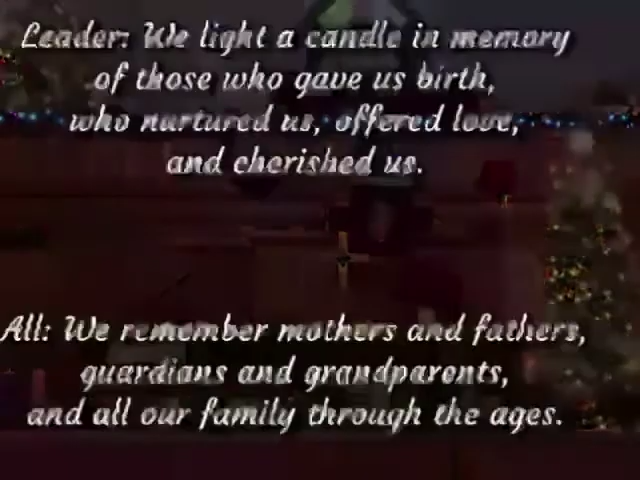 Leader: We light a candle in memory
of those who gave us birth,
who nurtured us, offered love,
and cherished us.
All: We remember mothers and fathers,
guardians and grandparents,
and all our family through the ages.